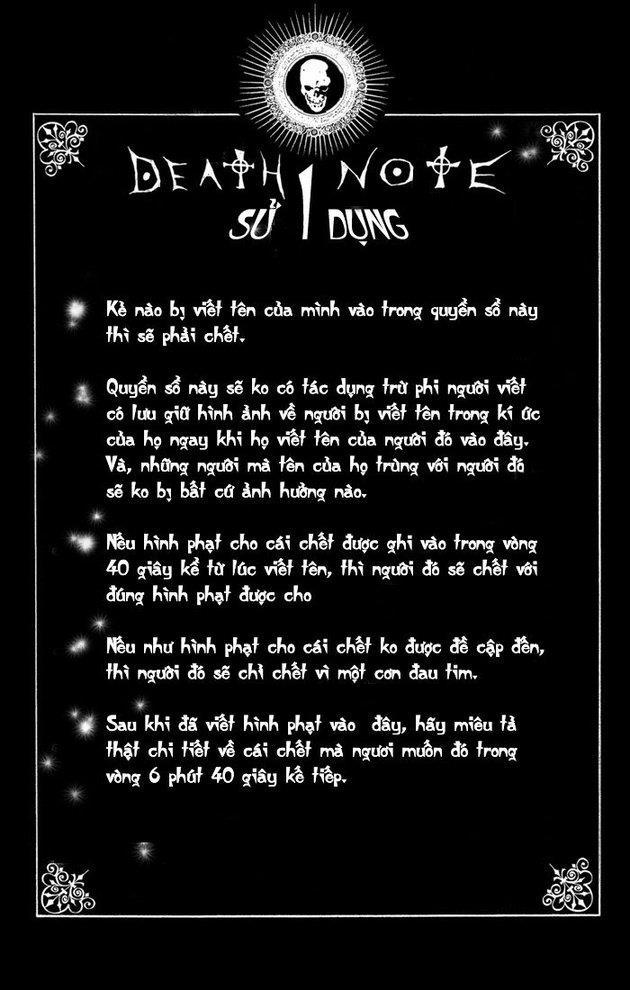 DEATH NOTE
SỬ 1 DỤNG
Kẻ nào bị viết tên của mình vào trong quyển sổ này
thì sẽ phải chết.
Quyển sổ này sẽ ko có tác dụng trừ phi người viết
có lưu giữ hình ảnh về người bị viết tên trong kí ức
của họ ngay khi họ viết tên của người đó vào đây.
Và, những người mà tên của họ trùng với người đó
sẽ ko bị bất cứ ảnh hưởng nào.
Nếu hình phạt cho cái chết được ghi vào trong vòng
40 giây kể từ lúc viết tên, thì người đó sẽ chết với
đúng hình phạt được cho
Nếu như hình phạt cho cái chết ko được đề cập đến,
thì người đó sẽ chỉ chết vì một cơn đau tim.
Sau khi đã viết hình phạt vào đây, hãy miêu tả
thật chi tiết về cái chết mà ngươi muốn đó trong
vòng 6 phút 40 giây kế tiếp.